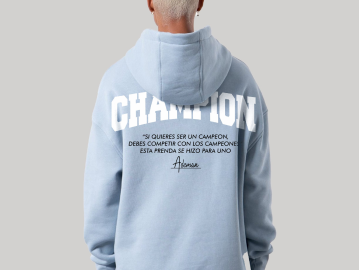 CHAMPION
"SI QUIERES SER UN CAMPEON,
DEBES COMPETIR CON LOS CAMPEONES
ESTA PRENDA SE HIZO PARA UNO